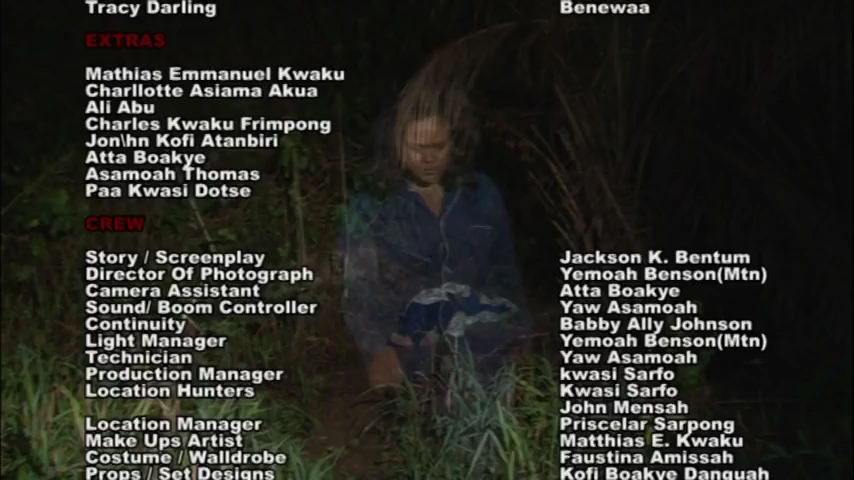 Tracy Darling Benewaa
EXTRAS
Mathias Emmanuel Kwaku
Charllotte Asiama Akua
Ali Abu
Charles Kwaku Frimpong
Jon\hn Kofi Atanbiri
Atta Boakye
Asamoah Thomas
Paa Kwasi Dotse
CREW
Story / Screenplay Jackson K. Bentum
Director Of Photograph Yemoah Benson(Mtn)
Camera Assistant Atta Boakye
Sound/ Boom Controller Yaw Asamoah
Continuity Babby Ally Johnson
Light Manager Yemoah Benson(Mtn)
Technician Yaw Asamoah
Production Manager kwasi Sarfo
Location Hunters Kwasi Sarfo
John Mensah
Location Manager Priscelar Sarpong
Make Ups Artist Matthias E. Kwaku
Costume / Walldrobe Faustina Amissah
Props / Set Designs Kofi Boakye Danquah